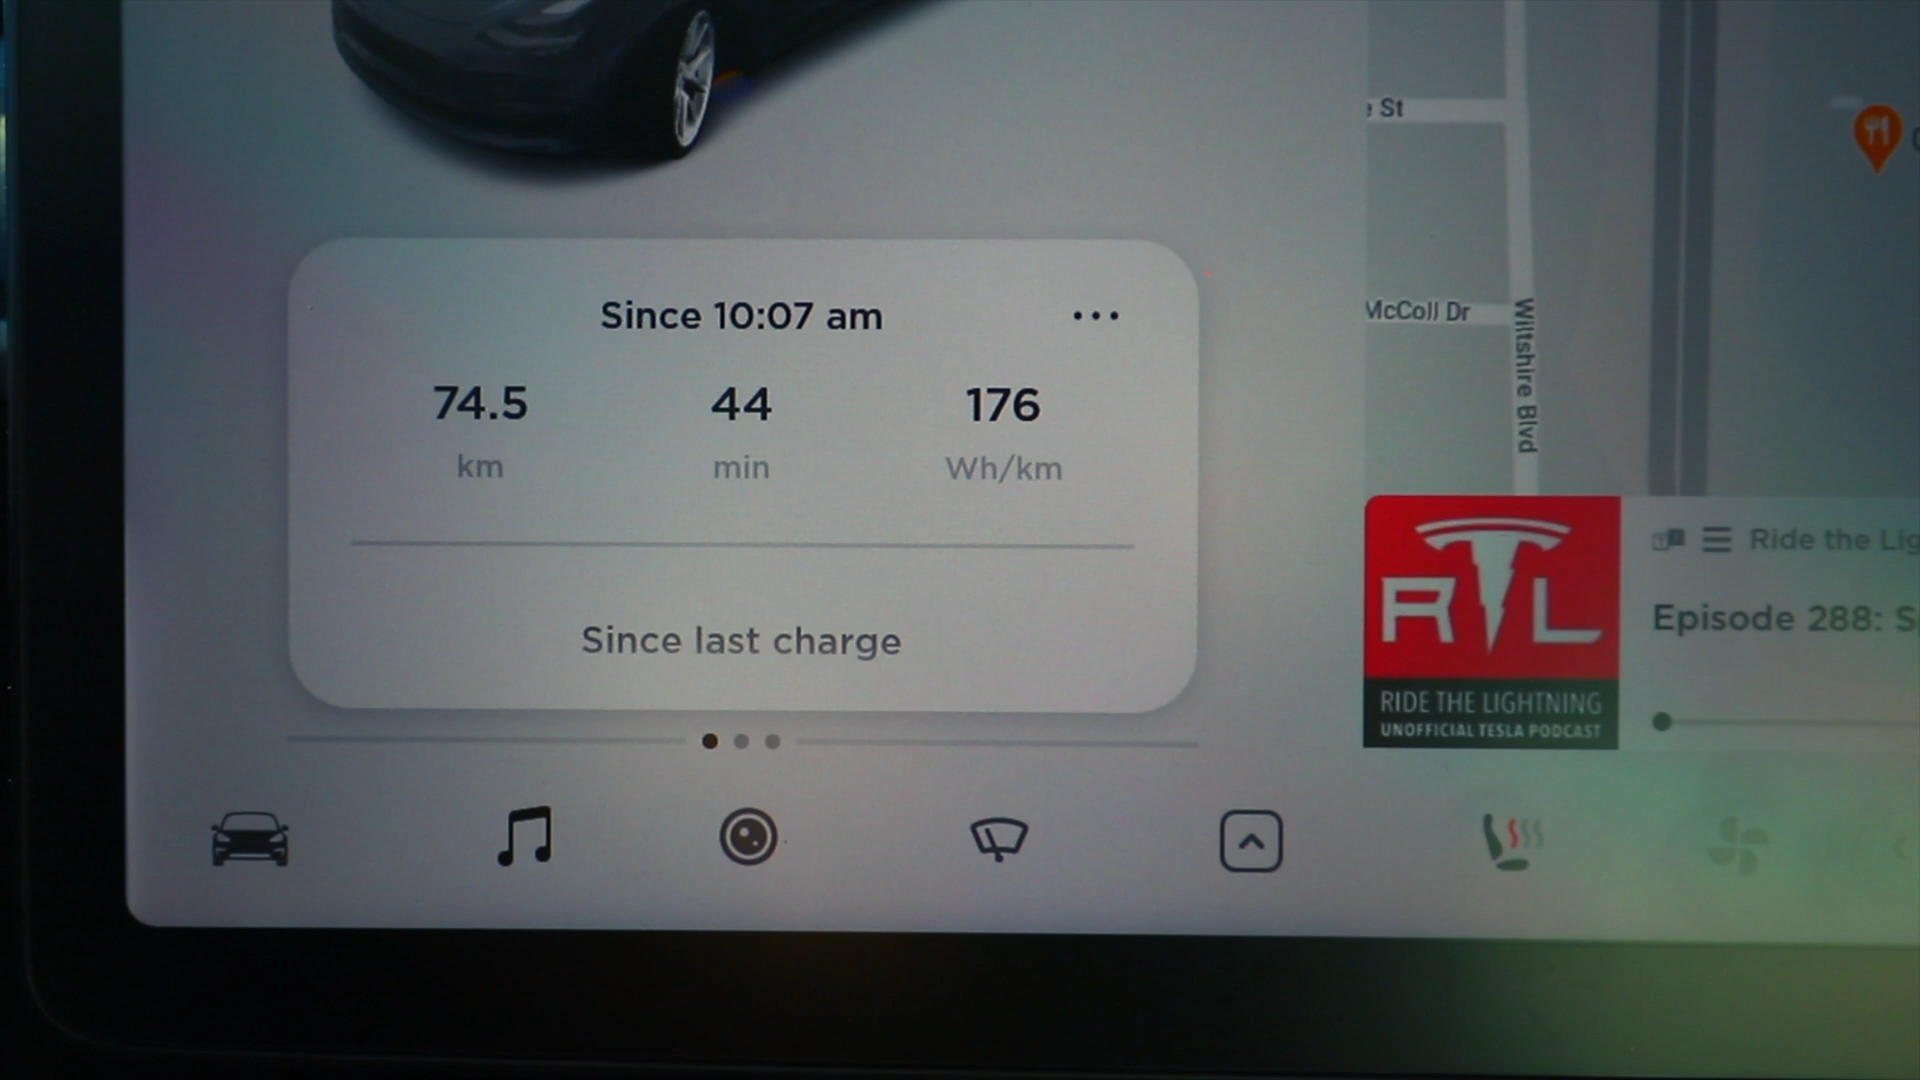 Since 10:07 am
74.5 44 176
km min Wh/km
Since last charge
St
McColl Dr
Wiltshire Blvd
RTL
RIDE THE LIGHTNING
UNOFFICIAL TESLA PODCAST
Ride the Lig
Episode 288: S